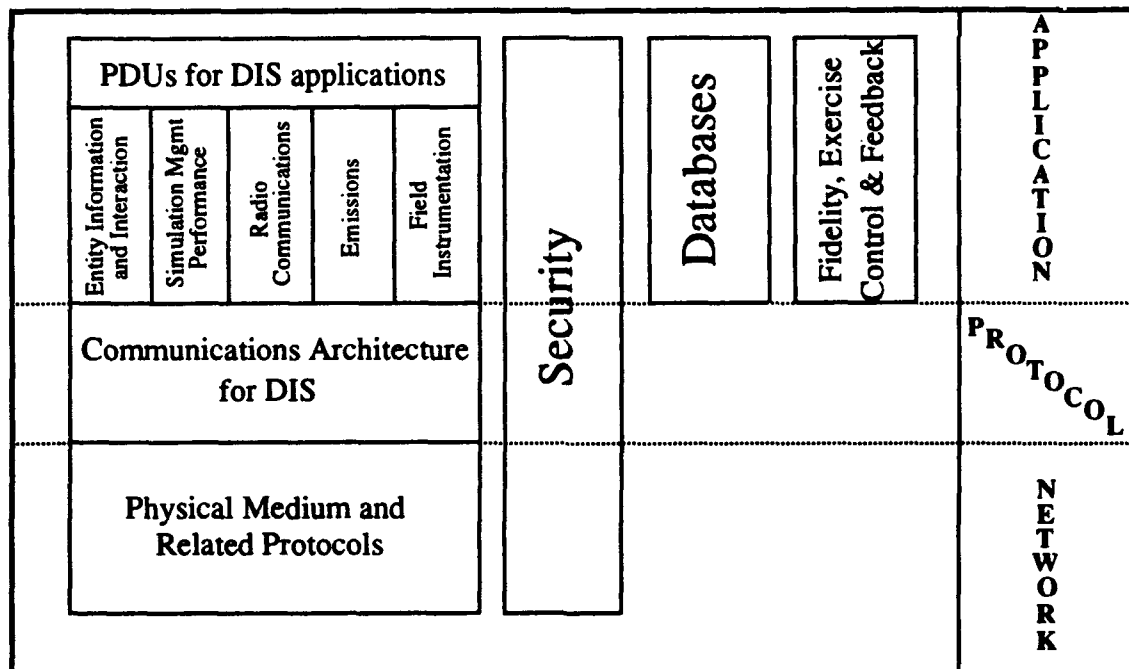 PDUs for DIS applications
Entity Information
and Interaction
Simulation Mgmt
Performance
Radio
Communications
Emissions
Field
Instrumentation
Communications Architecture
for DIS
Physical Medium and
Related Protocols
Security
Databases
Fidelity, Exercise
Control & Feedback
APPLICATION
PROTOCOL
NETWORK